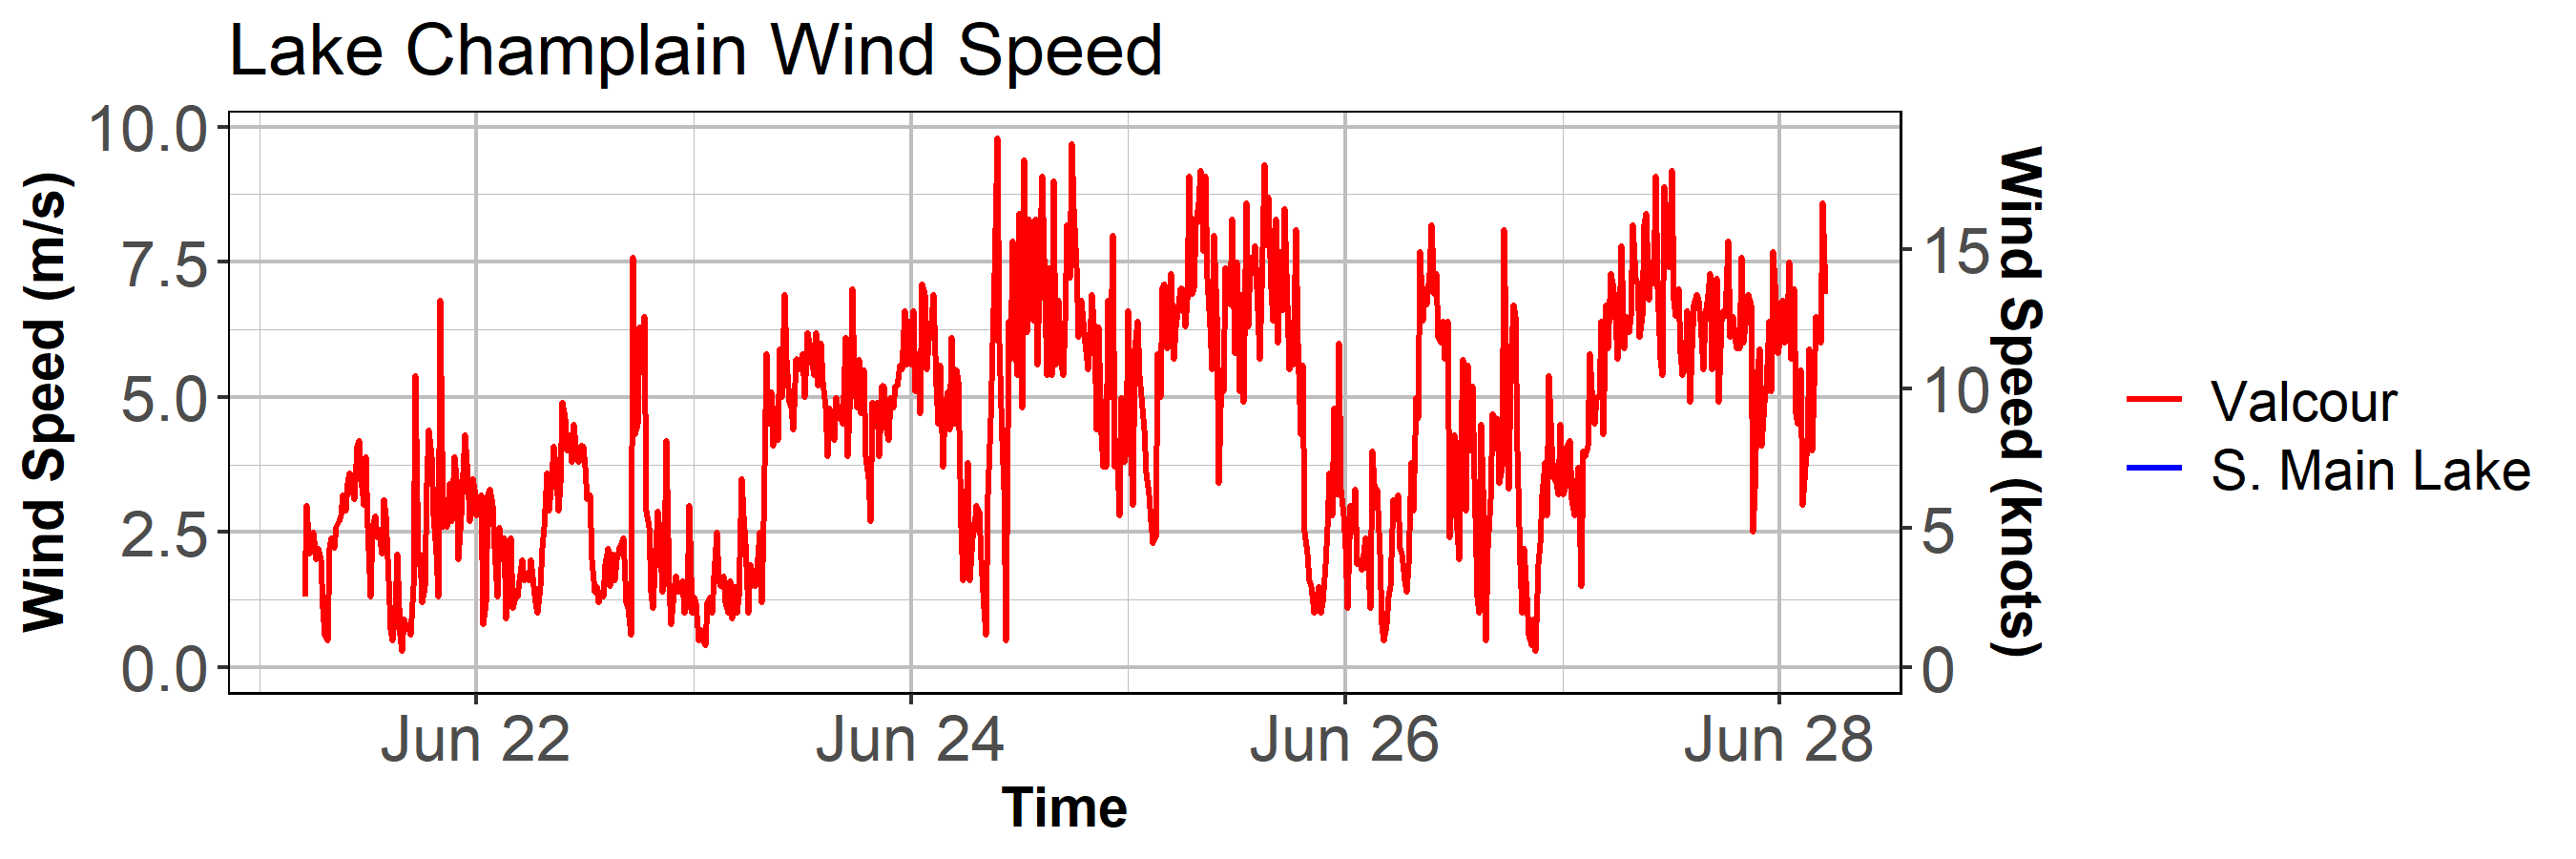 Lake Champlain Wind Speed
Wind Speed (m/s)
10.0
7.5
5.0
2.5
0.0
Jun 22
Jun 24
Jun 26
Jun 28
Time
15
10
5
0
Wind Speed (knots)
Valcour
S. Main Lake